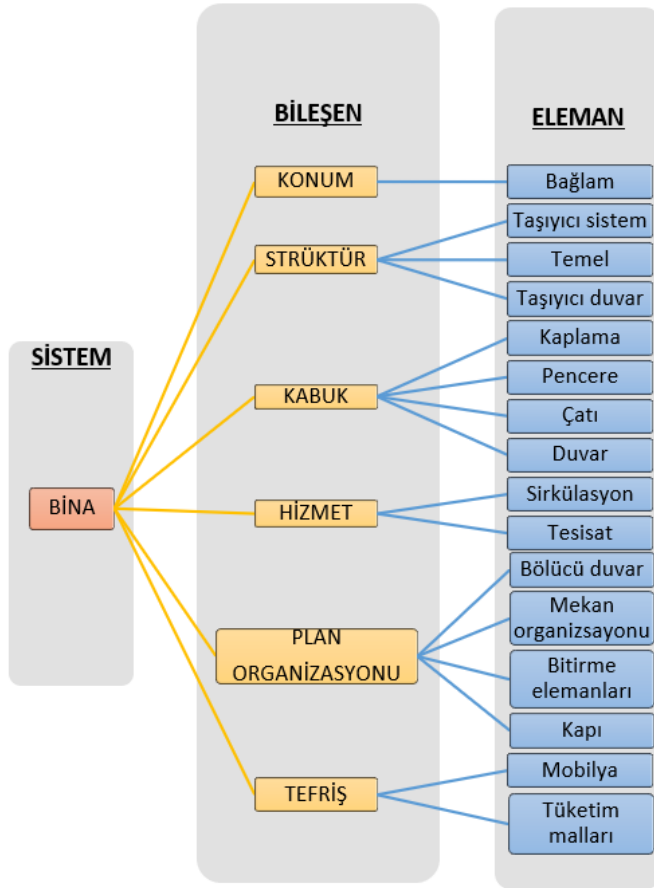 SİSTEM
BİNA
BİLEŞEN
KONUM
STRÜKTÜR
KABUK
HİZMET
PLAN
ORGANİZASYONU
TEFRİŞ
ELEMAN
Bağlam
Taşıyıcı sistem
Temel
Taşıyıcı duvar
Kaplama
Pencere
Çatı
Duvar
Sirkülasyon
Tesisat
Bölücü duvar
Mekan
organizsayonu
Bitirme
elemanları
Kapı
Mobilya
Tüketim
malları